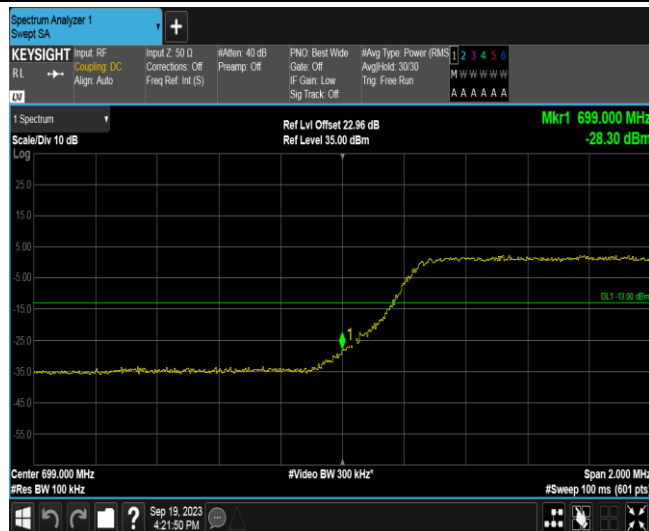 Spectrum Analyzer 1
Swept SA
+
KEYSIGHT
RL
LXI
Input: RF
Coupling: DC
Align: Auto
Input Z: 50 Ω
Corrections: Off
Freq Ref: Int (S)
#Atten: 40 dB
Preamp: Off
PNO: Best Wide
Gate: Off
IF Gain: Low
Sig Track: Off
#Avg Type: Power (RMS
Avg|Hold: 30/30
Trig: Free Run
1 2 3 4 5 6
M W W W W W
A A A A A A
1 Spectrum
Scale/Div 10 dB
Log
Ref Lvl Offset 22.96 dB
Ref Level 35.00 dBm
Mkr1 699.000 MHz
-28.30 dBm
25.0
15.0
5.00
-5.00
-15.0
-25.0
-35.0
-45.0
-55.0
DL1 -13.00 dBm
1
Center 699.000 MHz
#Res BW 100 kHz
#Video BW 300 kHz*
Span 2.000 MHz
#Sweep 100 ms (601 pts)
?
Sep 19, 2023
4:21:50 PM